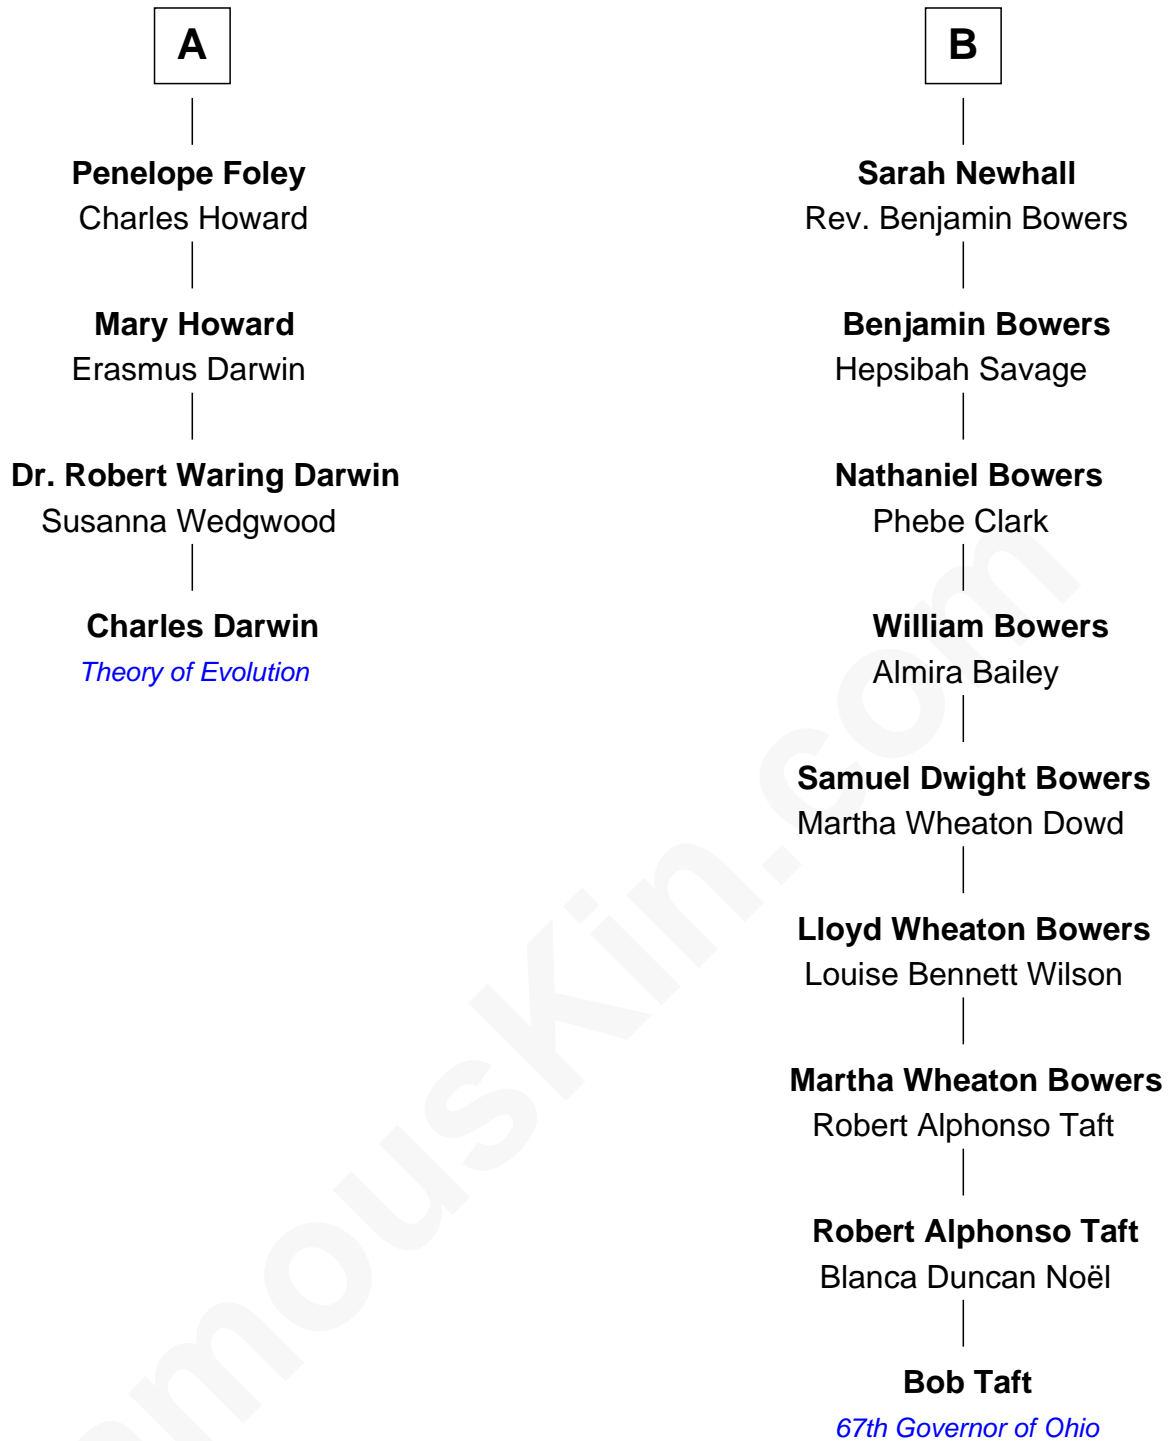 A
Penelope Foley
Charles Howard
Mary Howard
Erasmus Darwin
Dr. Robert Waring Darwin
Susanna Wedgwood
Charles Darwin
Theory of Evolution
B
Sarah Newhall
Rev. Benjamin Bowers
Benjamin Bowers
Hepsibah Savage
Nathaniel Bowers
Phebe Clark
William Bowers
Almira Bailey
Samuel Dwight Bowers
Martha Wheaton Dowd
Lloyd Wheaton Bowers
Louise Bennett Wilson
Martha Wheaton Bowers
Robert Alphonso Taft
Robert Alphonso Taft
Blanca Duncan Noël
Bob Taft
67th Governor of Ohio
amouskin.com